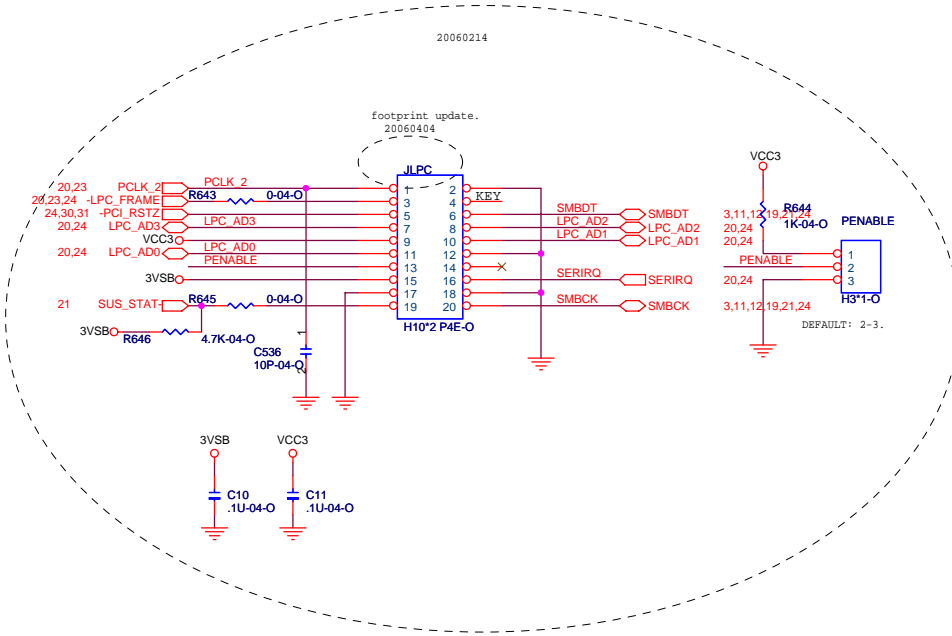 20060214
footprint update.
20060404
JLPC
20,23 PCLK_2 PCLK_2 1 2
20,23,24 -LPC_FRAME R643 0-04-O 3 4 KEY
24,30,31 -PCI_RSTZ 5 6 SMBDT SMBDT 3,11,12,19,21,24
20,24 LPC_AD3 LPC_AD3 7 8 LPC_AD2 LPC_AD2 20,24
VCC3 9 10 LPC_AD1 LPC_AD1 20,24
20,24 LPC_AD0 LPC_AD0 11 12
PENABLE 13 14
3VSB 15 16 SERIRQ SERIRQ 20,24
17 18
21 SUS_STAT- R645 0-04-O 19 20 SMBCK SMBCK 3,11,12,19,21,24
H10*2 P4E-O
3VSB R646 4.7K-04-O
1
C536
10P-04-O
2
VCC3
R644
1K-04-O
PENABLE
1
PENABLE 2
3
H3*1-O
DEFAULT: 2-3.
3VSB VCC3
C10 C11
.1U-04-O .1U-04-O